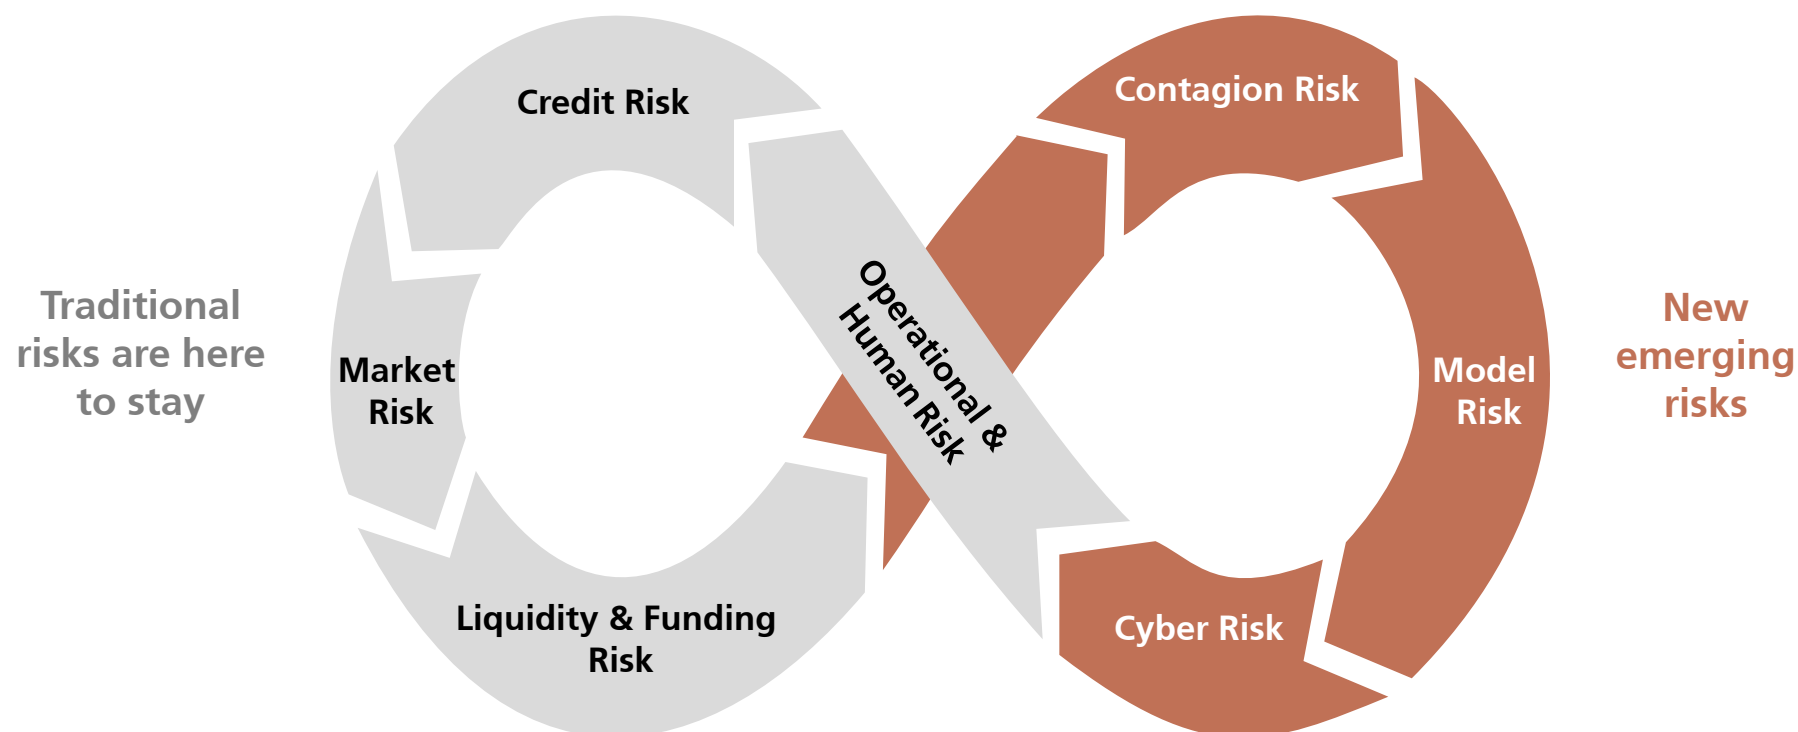 Credit Risk
Contagion Risk
Traditional
risks are here
to stay
Market
Risk
Operational &
Human Risk
Model
Risk
New
emerging
risks
Liquidity & Funding
Risk
Cyber Risk